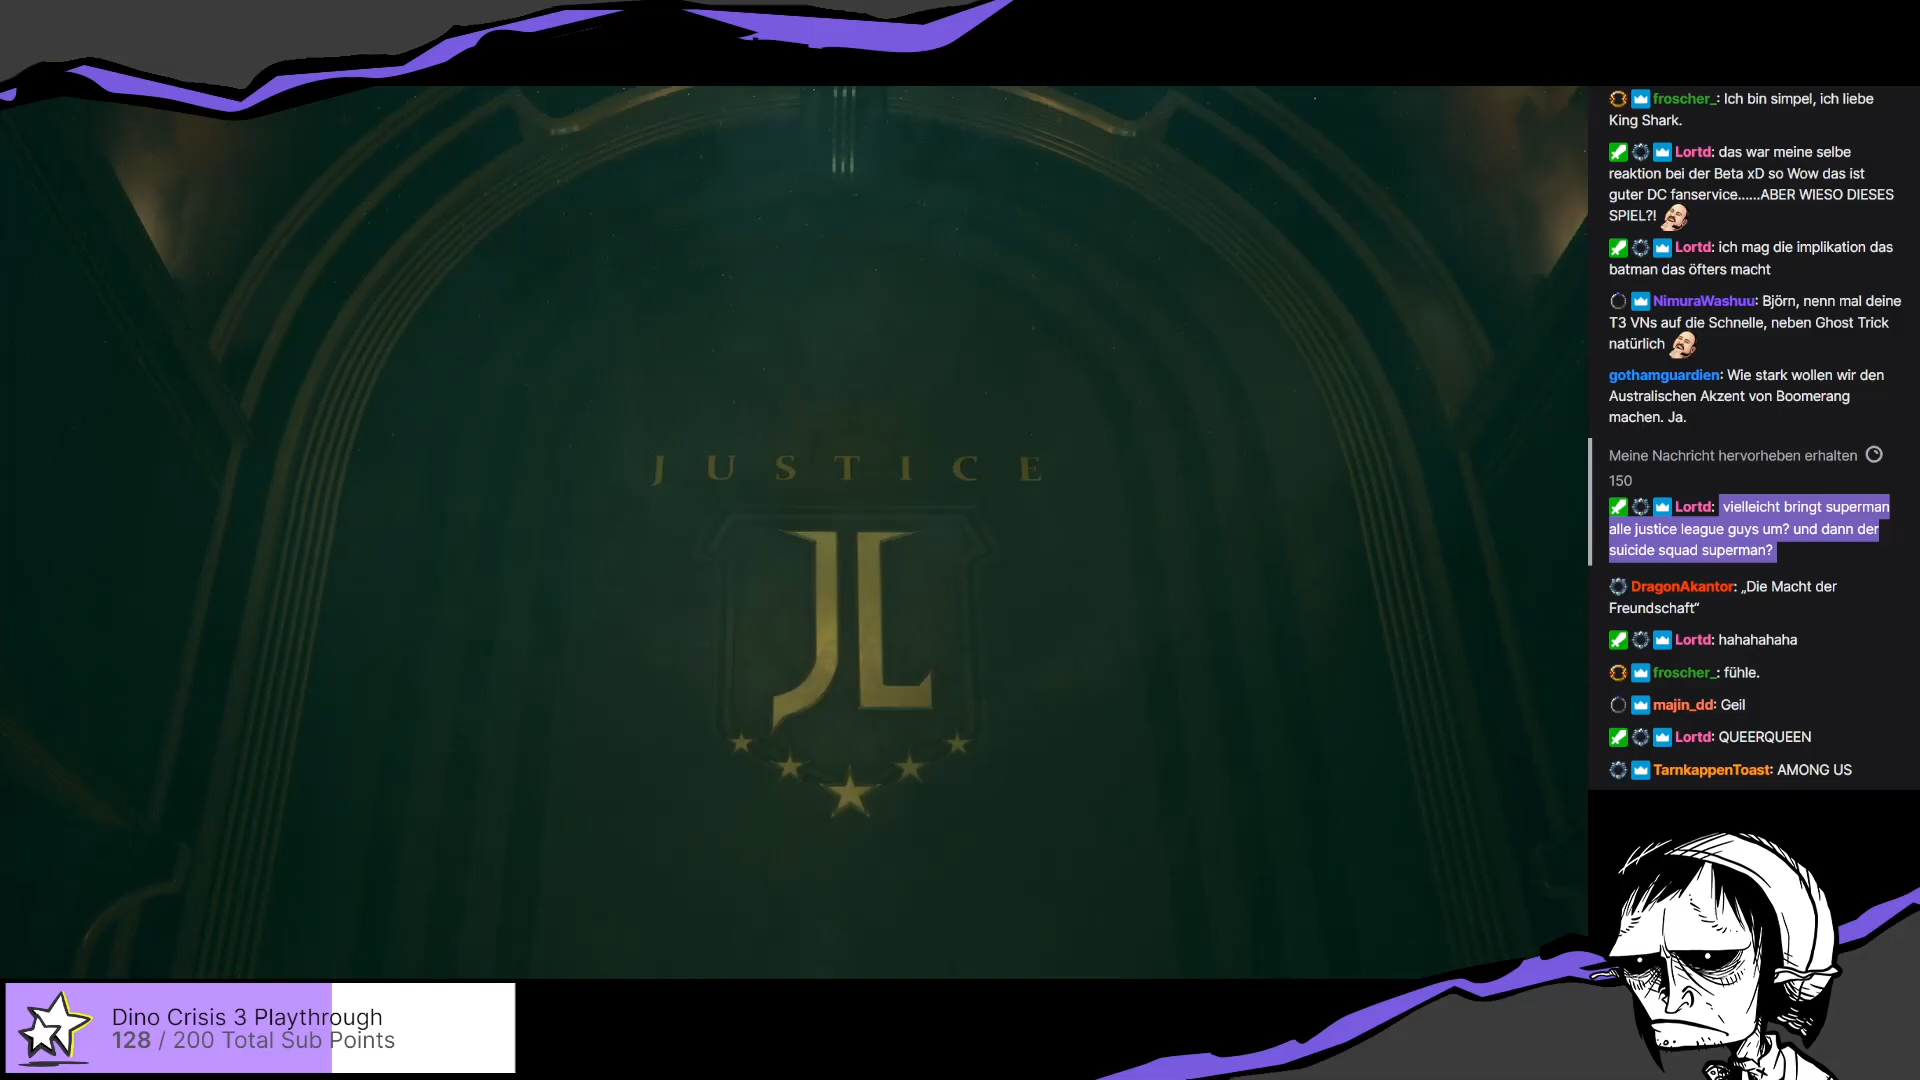 JUSTICE
JL
froscher_: Ich bin simpel, ich liebe
King Shark.
Lortd: das war meine selbe
reaktion bei der Beta xD so Wow das ist
guter DC fanservice......ABER WIESO DIESES
SPIEL?!
Lortd: ich mag die implikation das
batman das öfters macht
NimuraWashuu: Björn, nenn mal deine
T3 VNs auf die Schnelle, neben Ghost Trick
natürlich
gothamguardien: Wie stark wollen wir den
Australischen Akzent von Boomerang
machen. Ja.
Meine Nachricht hervorheben erhalten
150
Lortd: vielleicht bringt superman
alle justice league guys um? und dann der
suicide squad superman?
DragonAkantor: „Die Macht der
Freundschaft“
Lortd: hahahahaha
froscher_: fühle.
majin_dd: Geil
Lortd: QUEERQUEEN
TarnkappenToast: AMONG US
Dino Crisis 3 Playthrough
128 / 200 Total Sub Points